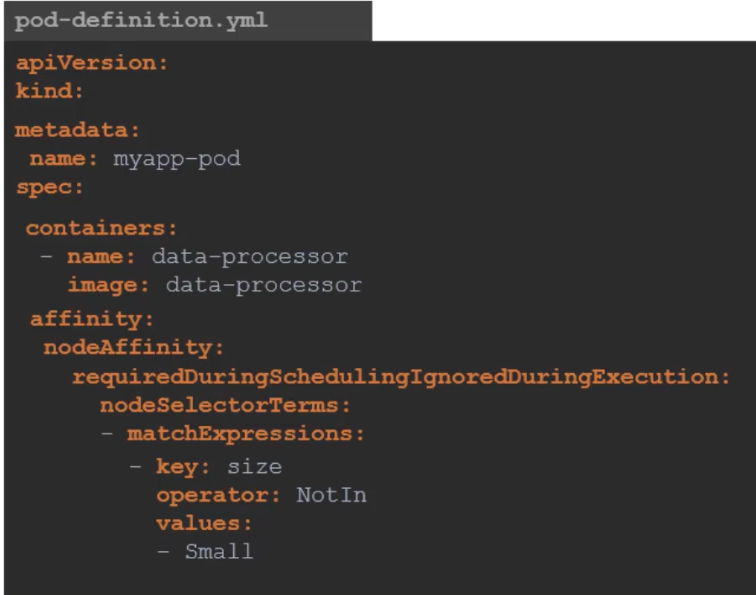 pod-definition.yml
apiVersion:
kind:
metadata:
 name: myapp-pod
spec:
 containers:
  - name: data-processor
    image: data-processor
 affinity:
  nodeAffinity:
    requiredDuringSchedulingIgnoredDuringExecution:
      nodeSelectorTerms:
      - matchExpressions:
        - key: size
          operator: NotIn
          values:
          - Small